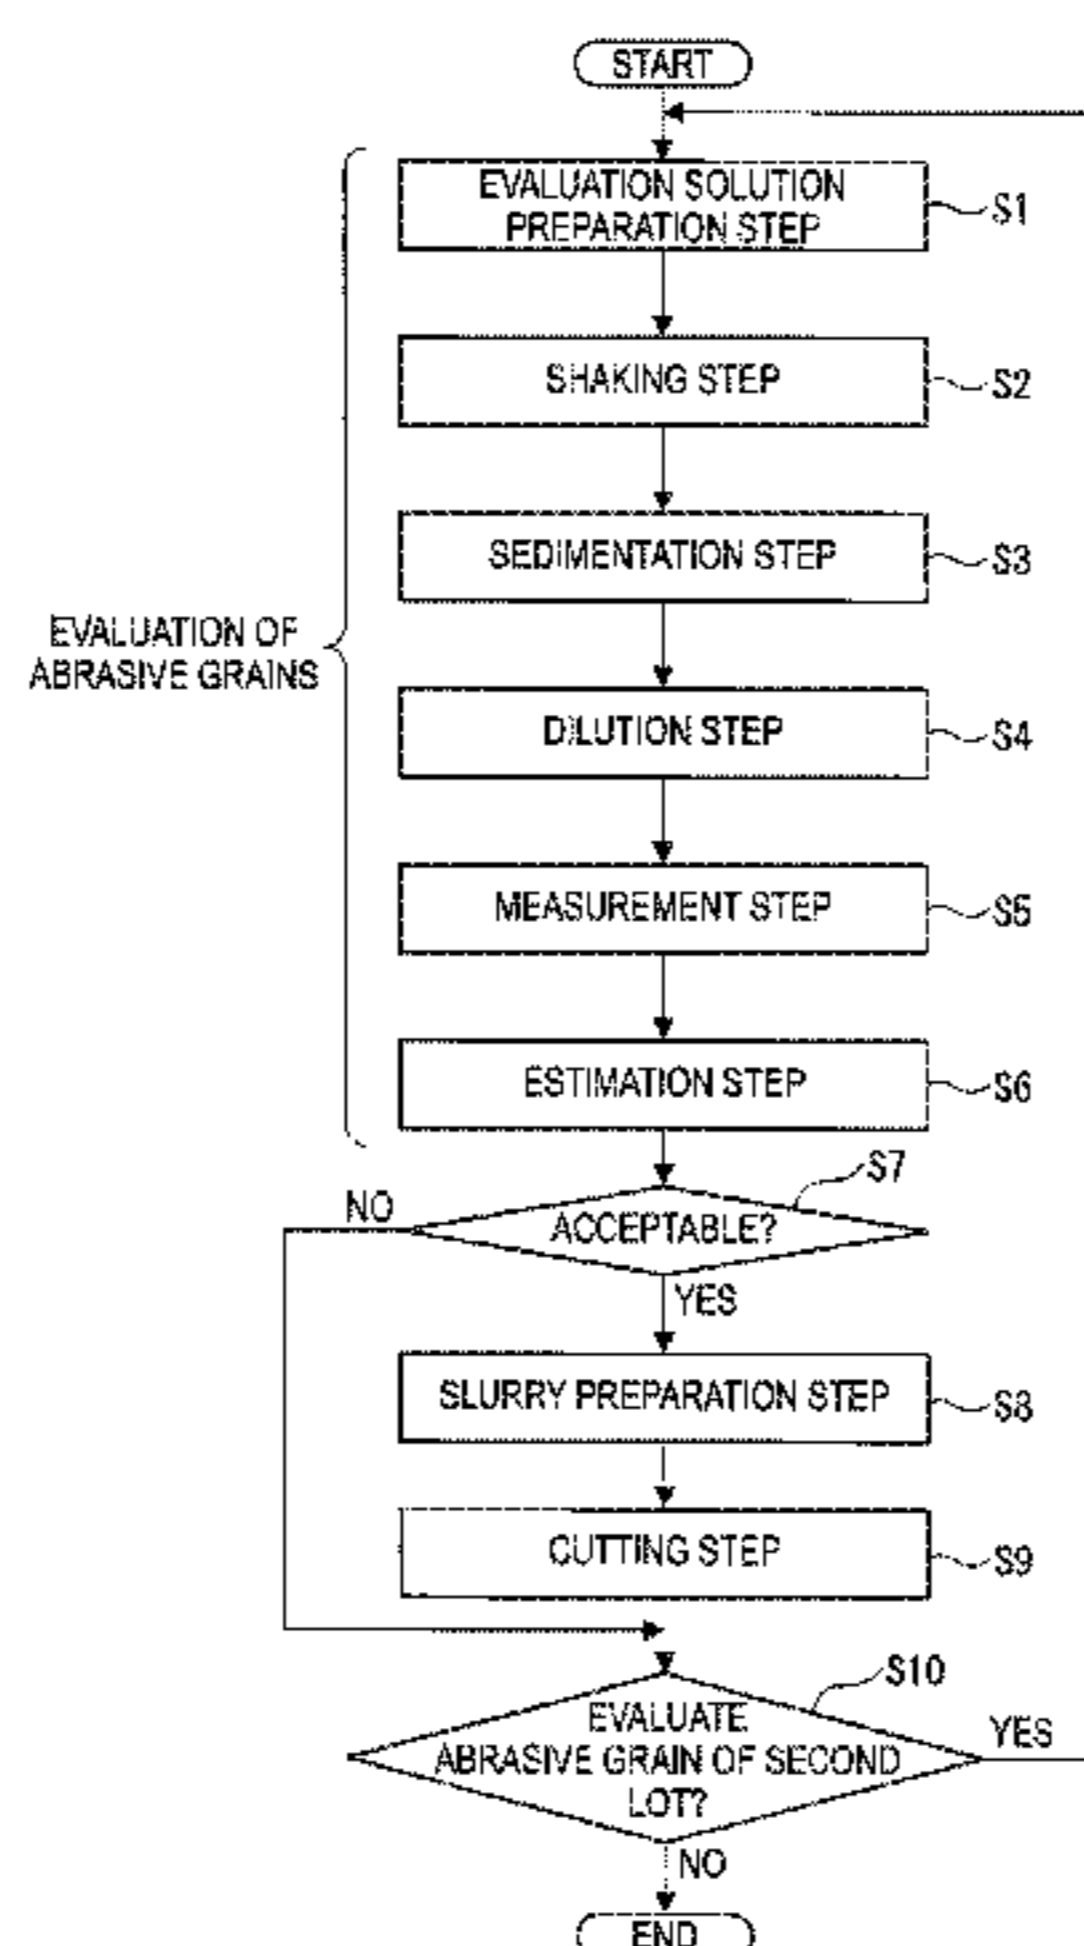 START
EVALUATION SOLUTION
PREPARATION STEP
S1
SHAKING STEP
S2
SEDIMENTATION STEP
S3
EVALUATION OF
ABRASIVE GRAINS
DILUTION STEP
S4
MEASUREMENT STEP
S5
ESTIMATION STEP
S6
S7
NO
ACCEPTABLE?
YES
SLURRY PREPARATION STEP
S8
CUTTING STEP
S9
S10
EVALUATE
ABRASIVE GRAIN OF SECOND
LOT?
YES
NO
END